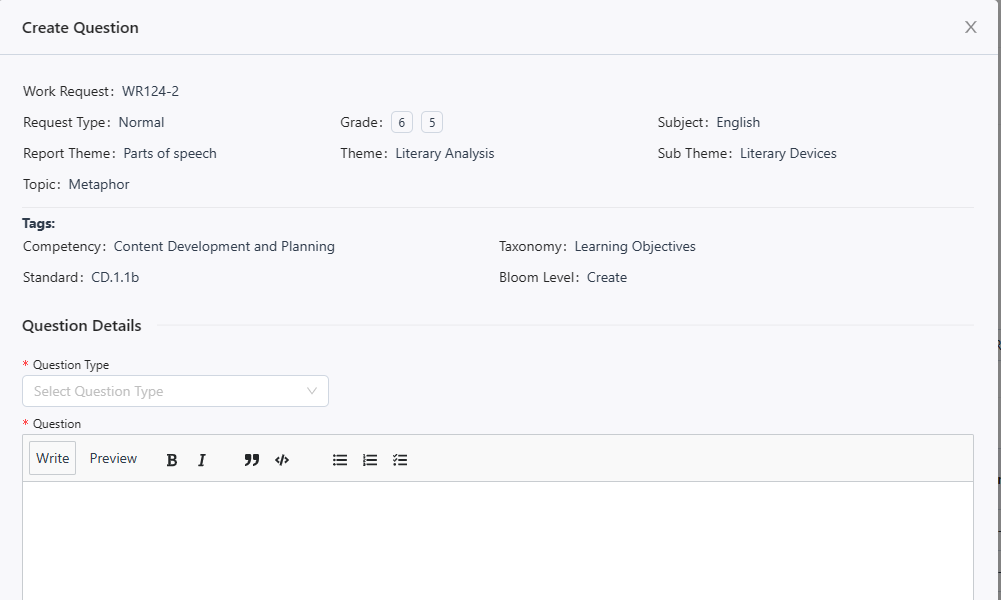 Create Question
X
Work Request: WR124-2
Request Type: Normal Grade: 6 5 Subject: English
Report Theme: Parts of speech Theme: Literary Analysis Sub Theme: Literary Devices
Topic: Metaphor
Tags:
Competency: Content Development and Planning Taxonomy: Learning Objectives
Standard: CD.1.1b Bloom Level: Create
Question Details
* Question Type
Select Question Type
* Question
Write Preview B I